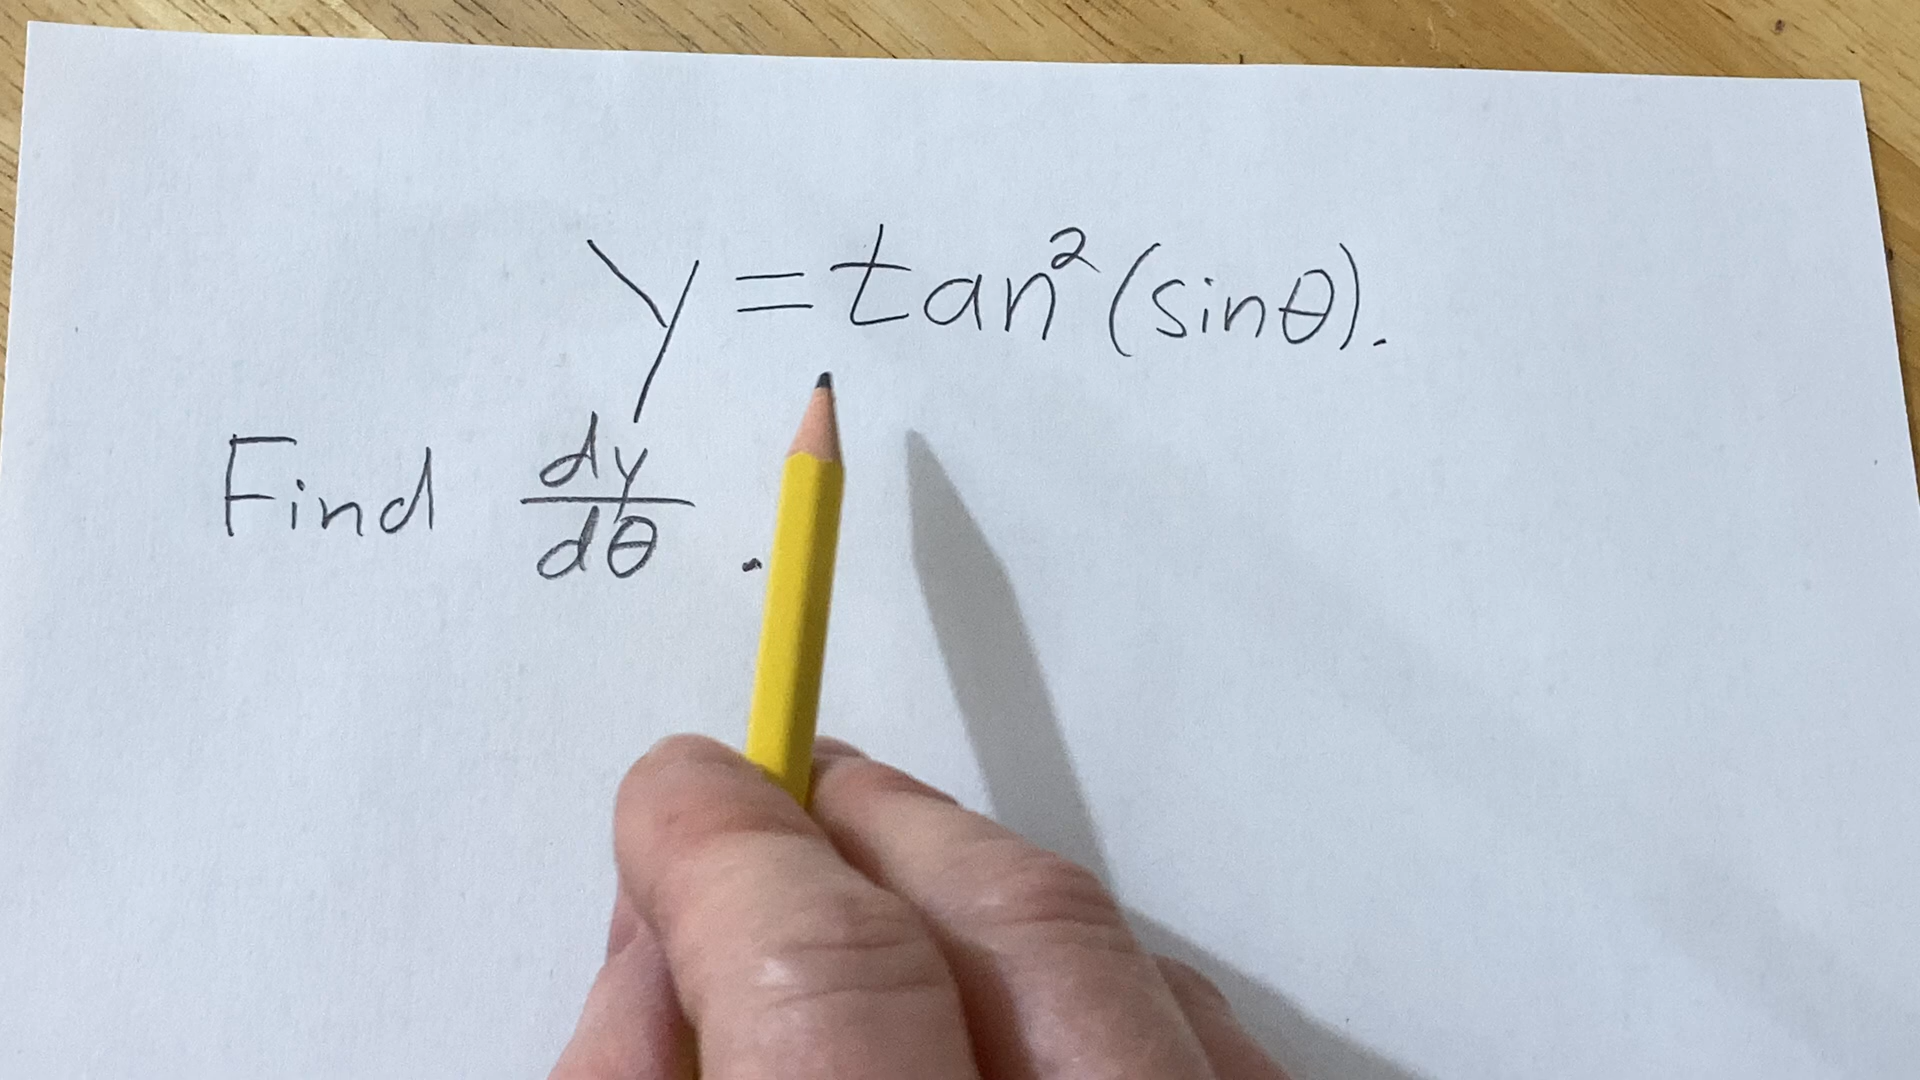 y = tan²(sinθ).
Find dy/dθ.